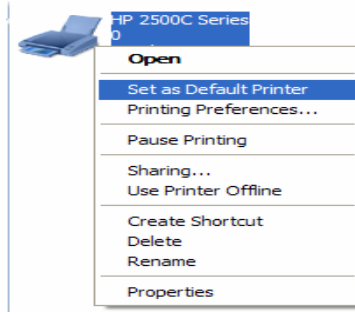 HP 2500C Series
0
Open
Set as Default Printer
Printing Preferences...
Pause Printing
Sharing...
Use Printer Offline
Create Shortcut
Delete
Rename
Properties